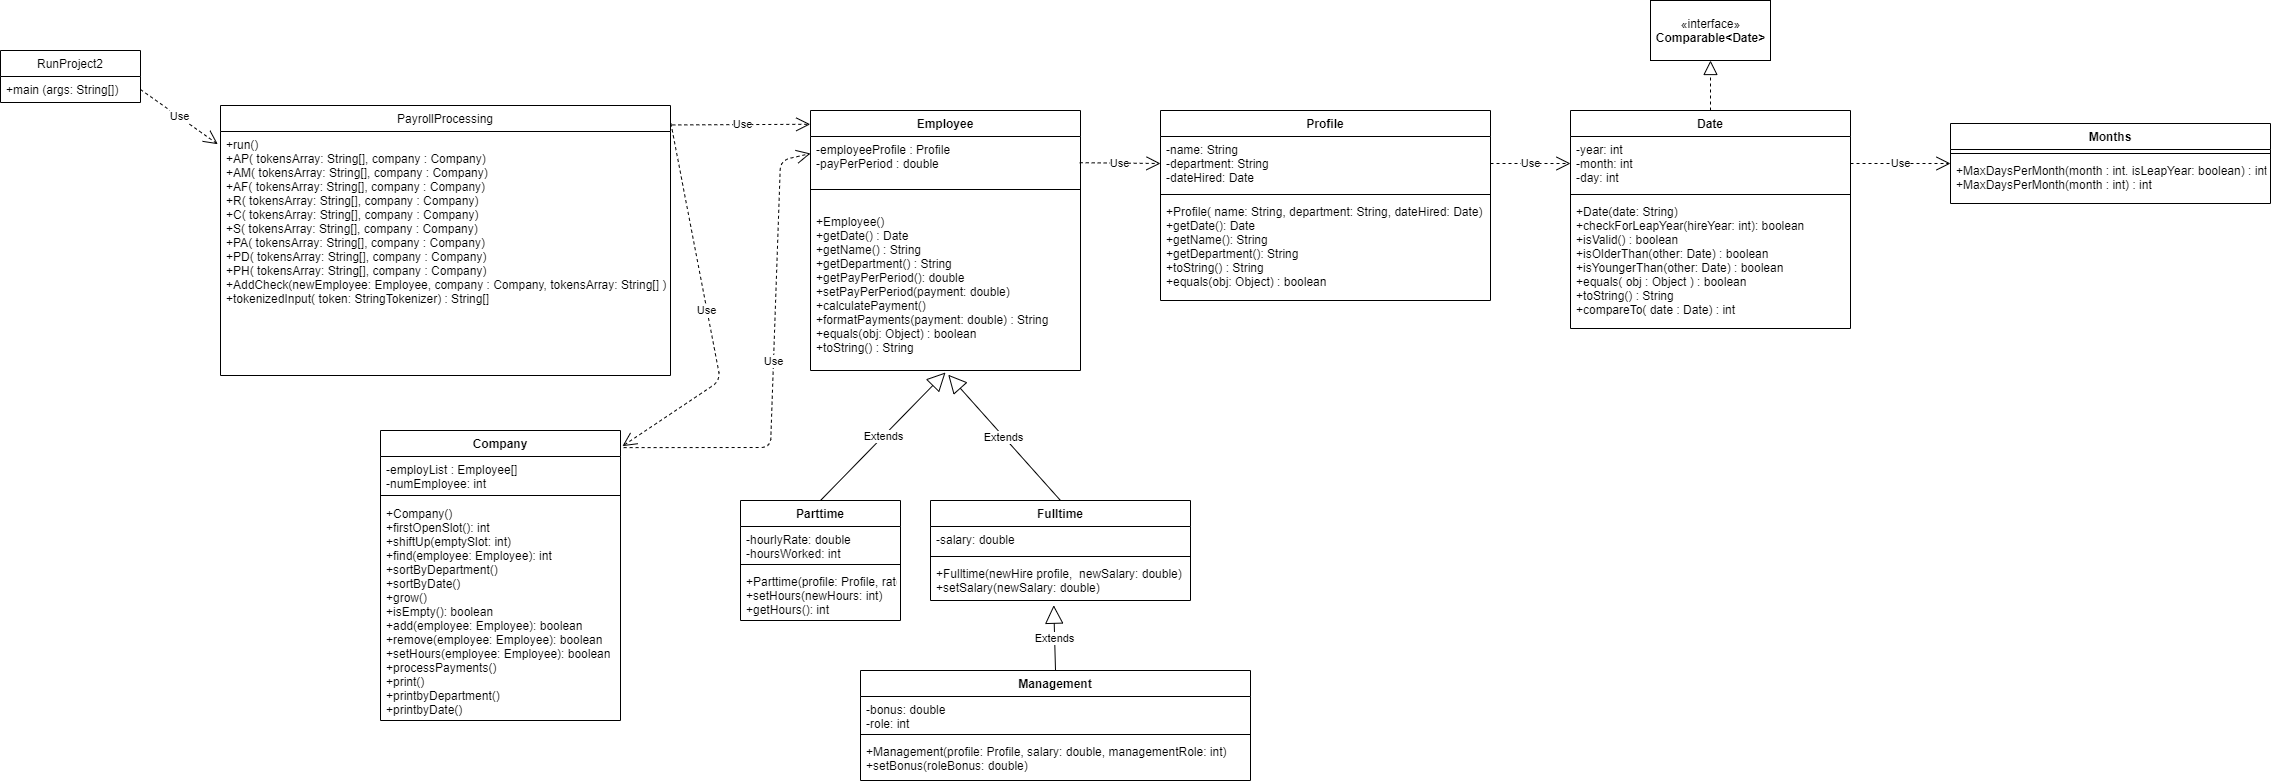 «interface»
Comparable<Date>
RunProject2
+main (args: String[])
Use
PayrollProcessing
+run()
+AP( tokensArray: String[], company : Company)
+AM( tokensArray: String[], company : Company)
+AF( tokensArray: String[], company : Company)
+R( tokensArray: String[], company : Company)
+C( tokensArray: String[], company : Company)
+S( tokensArray: String[], company : Company)
+PA( tokensArray: String[], company : Company)
+PD( tokensArray: String[], company : Company)
+PH( tokensArray: String[], company : Company)
+AddCheck(newEmployee: Employee, company : Company, tokensArray: String[] )
+tokenizedInput( token: StringTokenizer) : String[]
Use
Use
Use
Employee
-employeeProfile : Profile
-payPerPeriod : double
+Employee()
+getDate() : Date
+getName() : String
+getDepartment() : String
+getPayPerPeriod(): double
+setPayPerPeriod(payment: double)
+calculatePayment()
+formatPayments(payment: double) : String
+equals(obj: Object) : boolean
+toString() : String
Use
Profile
-name: String
-department: String
-dateHired: Date
+Profile( name: String, department: String, dateHired: Date)
+getDate(): Date
+getName(): String
+getDepartment(): String
+toString() : String
+equals(obj: Object) : boolean
Use
Date
-year: int
-month: int
-day: int
+Date(date: String)
+checkForLeapYear(hireYear: int): boolean
+isValid() : boolean
+isOlderThan(other: Date) : boolean
+isYoungerThan(other: Date) : boolean
+equals( obj : Object ) : boolean
+toString() : String
+compareTo( date : Date) : int
Use
Months
+MaxDaysPerMonth(month : int. isLeapYear: boolean) : int
+MaxDaysPerMonth(month : int) : int
Company
-employList : Employee[]
-numEmployee: int
+Company()
+firstOpenSlot(): int
+shiftUp(emptySlot: int)
+find(employee: Employee): int
+sortByDepartment()
+sortByDate()
+grow()
+isEmpty(): boolean
+add(employee: Employee): boolean
+remove(employee: Employee): boolean
+setHours(employee: Employee): boolean
+processPayments()
+print()
+printbyDepartment()
+printbyDate()
Extends
Extends
Parttime
-hourlyRate: double
-hoursWorked: int
+Parttime(profile: Profile, rat
+setHours(newHours: int)
+getHours(): int
Fulltime
-salary: double
+Fulltime(newHire profile, newSalary: double)
+setSalary(newSalary: double)
Extends
Management
-bonus: double
-role: int
+Management(profile: Profile, salary: double, managementRole: int)
+setBonus(roleBonus: double)